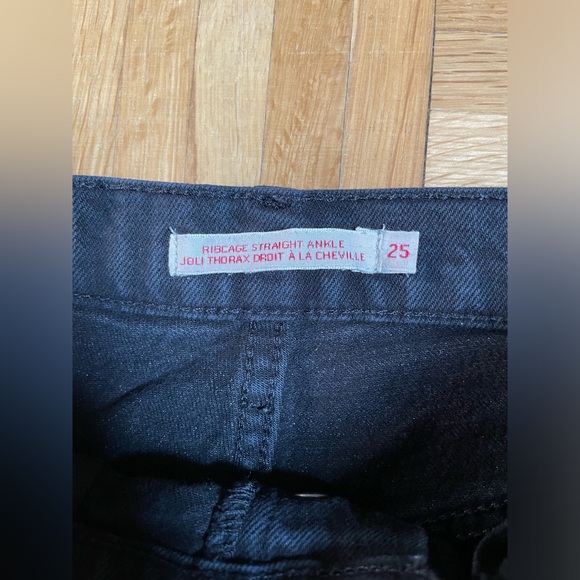 RIBCAGE STRAIGHT ANKLE
JOLI THORAX DROIT À LA CHEVILLE
25